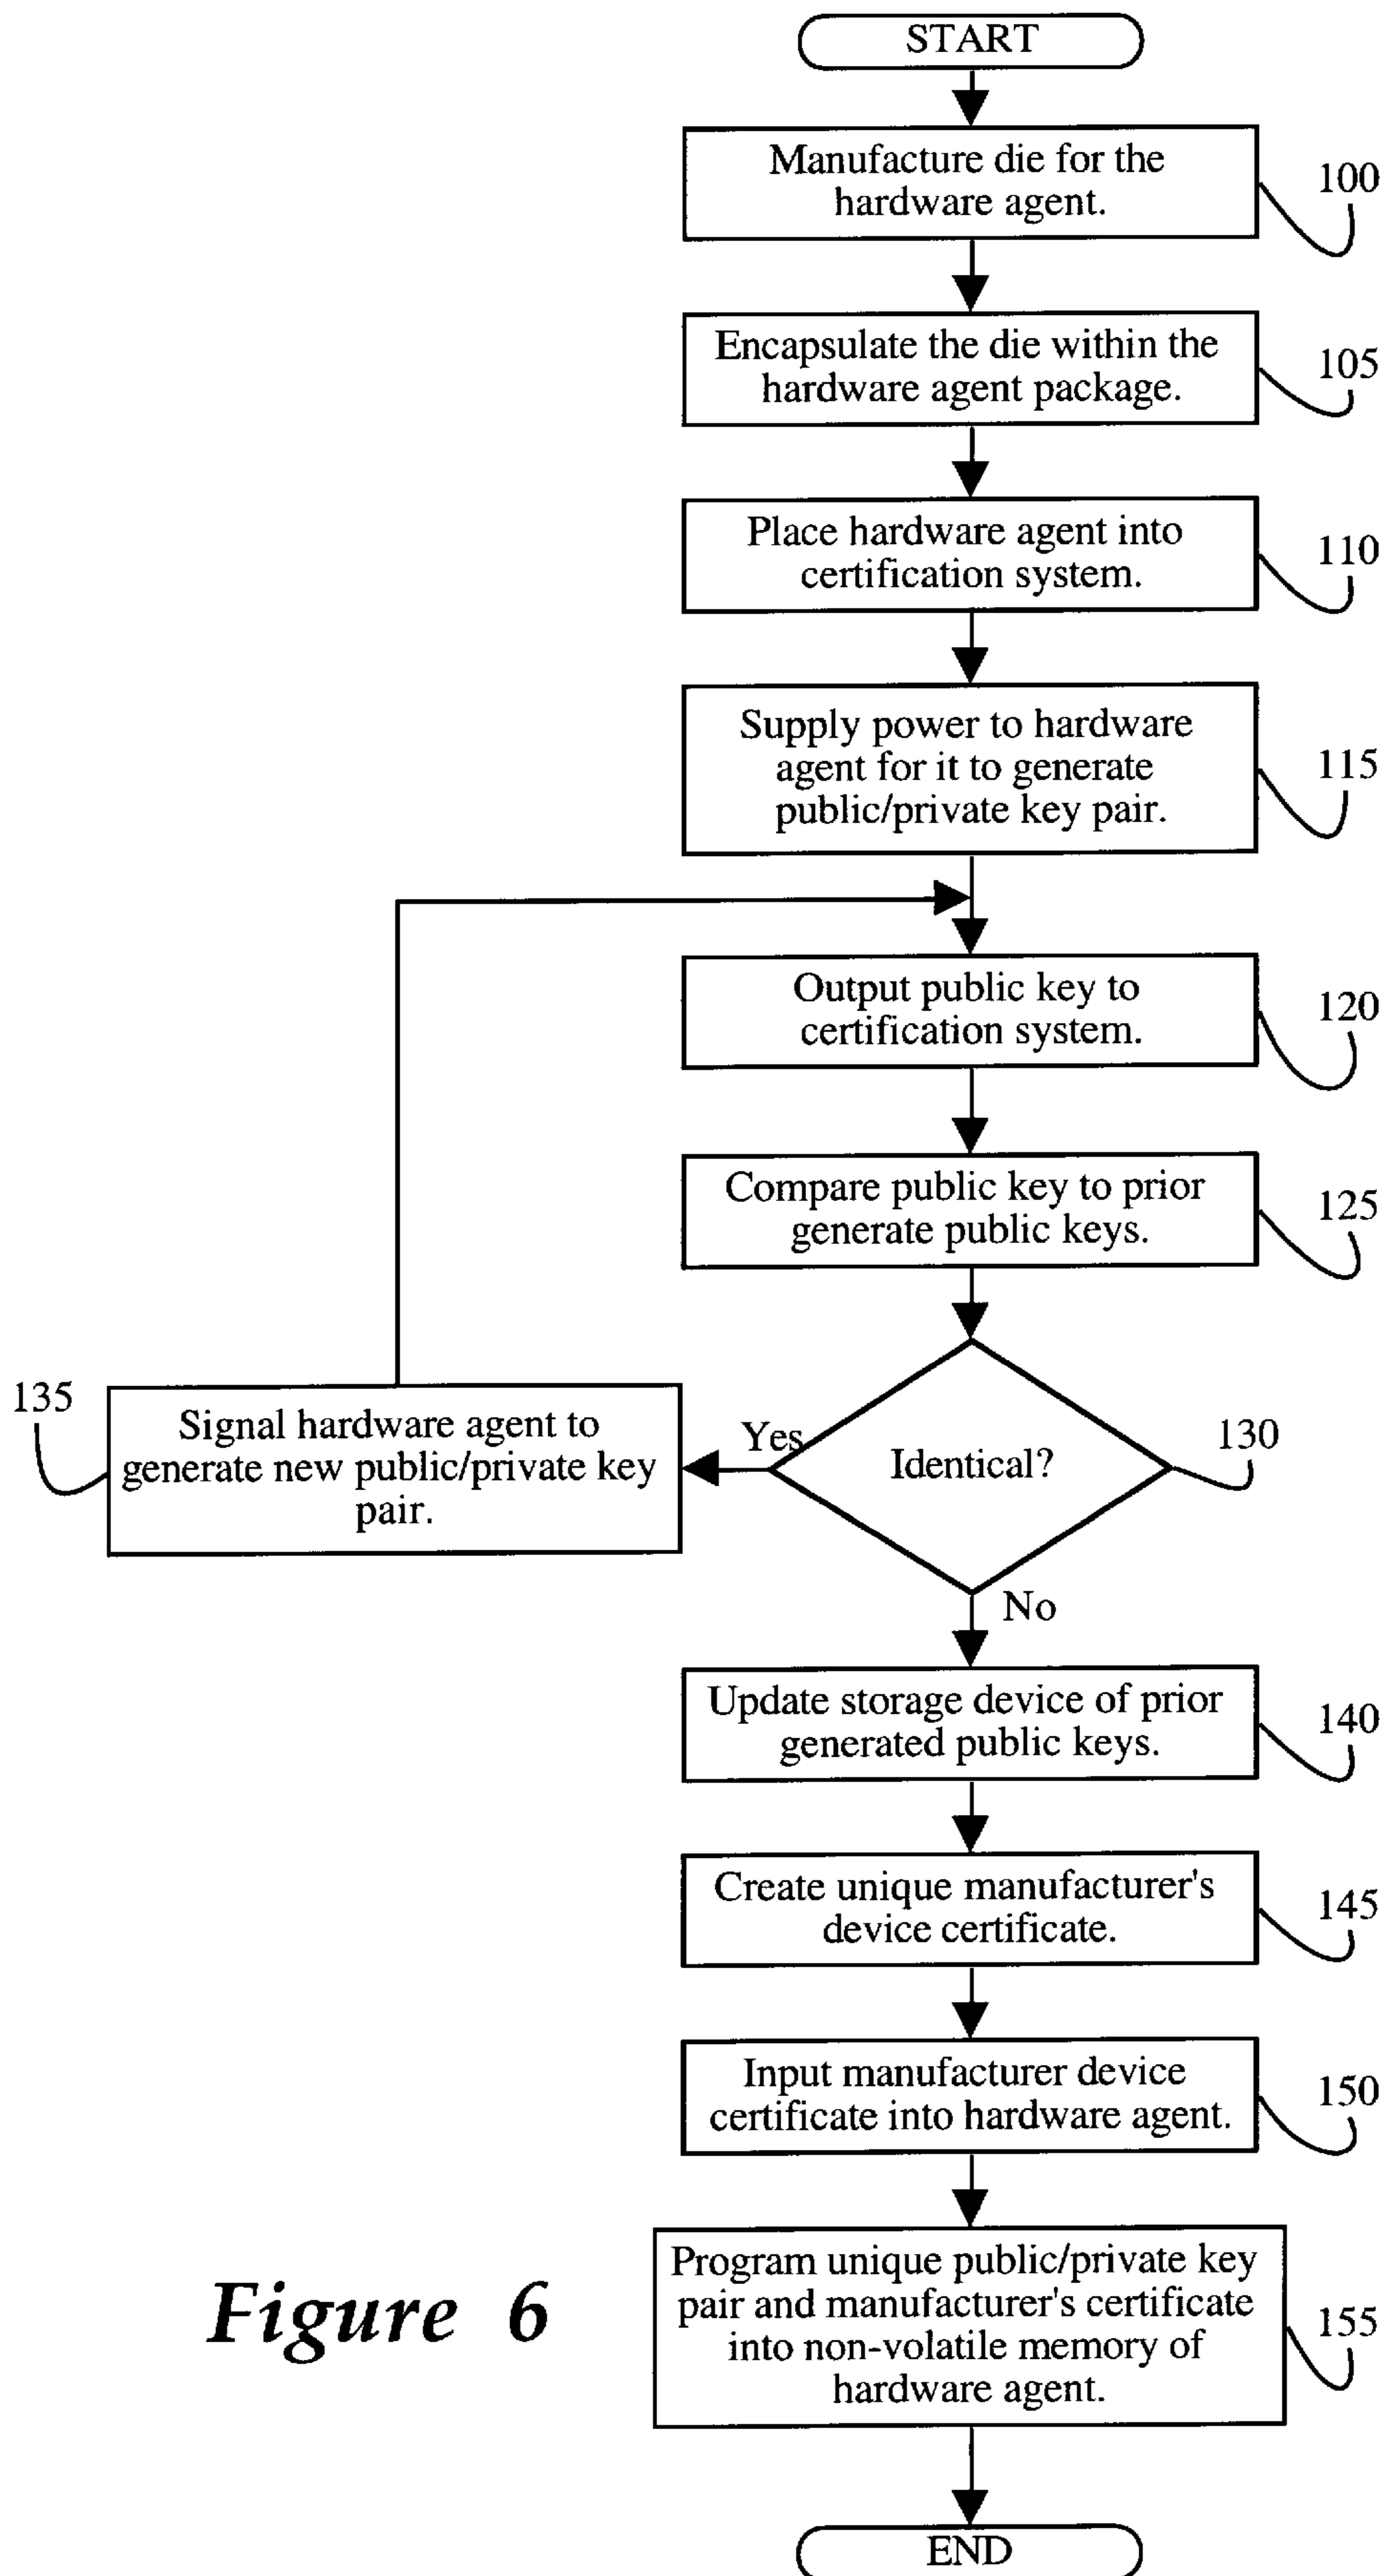 START
Manufacture die for the
hardware agent.
100
Encapsulate the die within the
hardware agent package.
105
Place hardware agent into
certification system.
110
Supply power to hardware
agent for it to generate
public/private key pair.
115
Output public key to
certification system.
120
Compare public key to prior
generate public keys.
125
135
Signal hardware agent to
generate new public/private key
pair.
Yes
Identical?
130
No
Update storage device of prior
generated public keys.
140
Create unique manufacturer's
device certificate.
145
Input manufacturer device
certificate into hardware agent.
150
Program unique public/private key
pair and manufacturer's certificate
into non-volatile memory of
hardware agent.
155
Figure 6
END